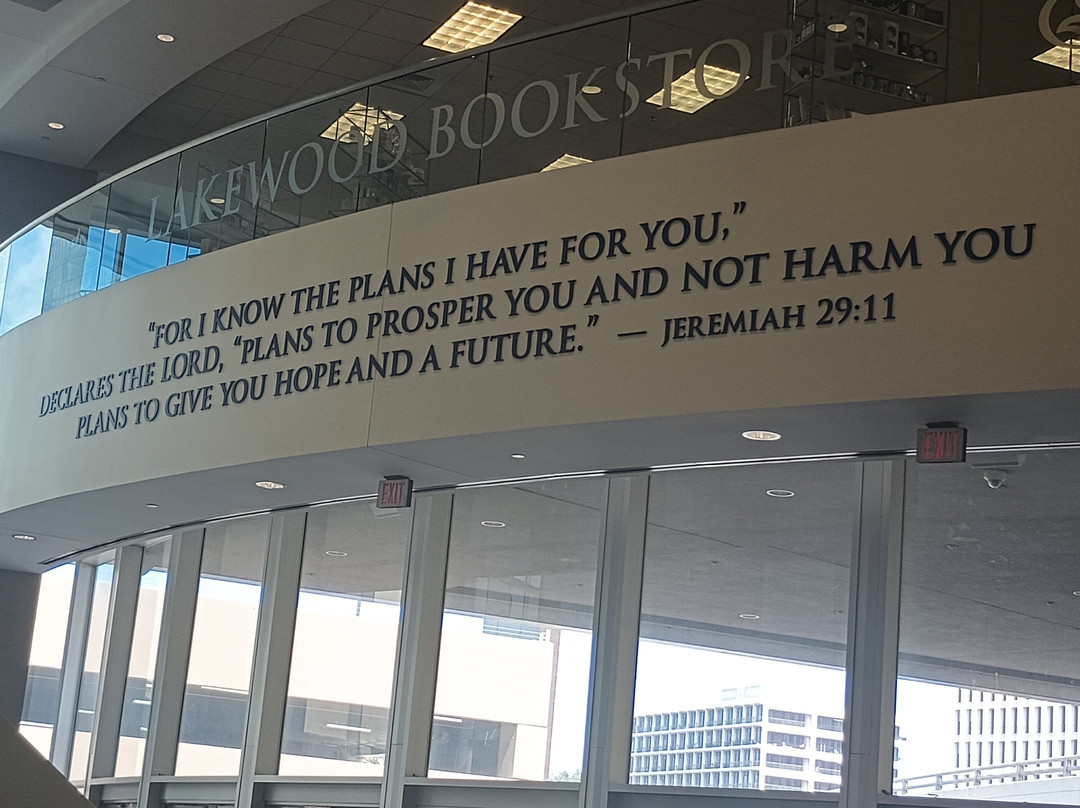 LAKEWOOD BOOKSTORE
“FOR I KNOW THE PLANS I HAVE FOR YOU,”
DECLARES THE LORD, “PLANS TO PROSPER YOU AND NOT HARM YOU
PLANS TO GIVE YOU HOPE AND A FUTURE.” — JEREMIAH 29:11
EXIT
EXIT